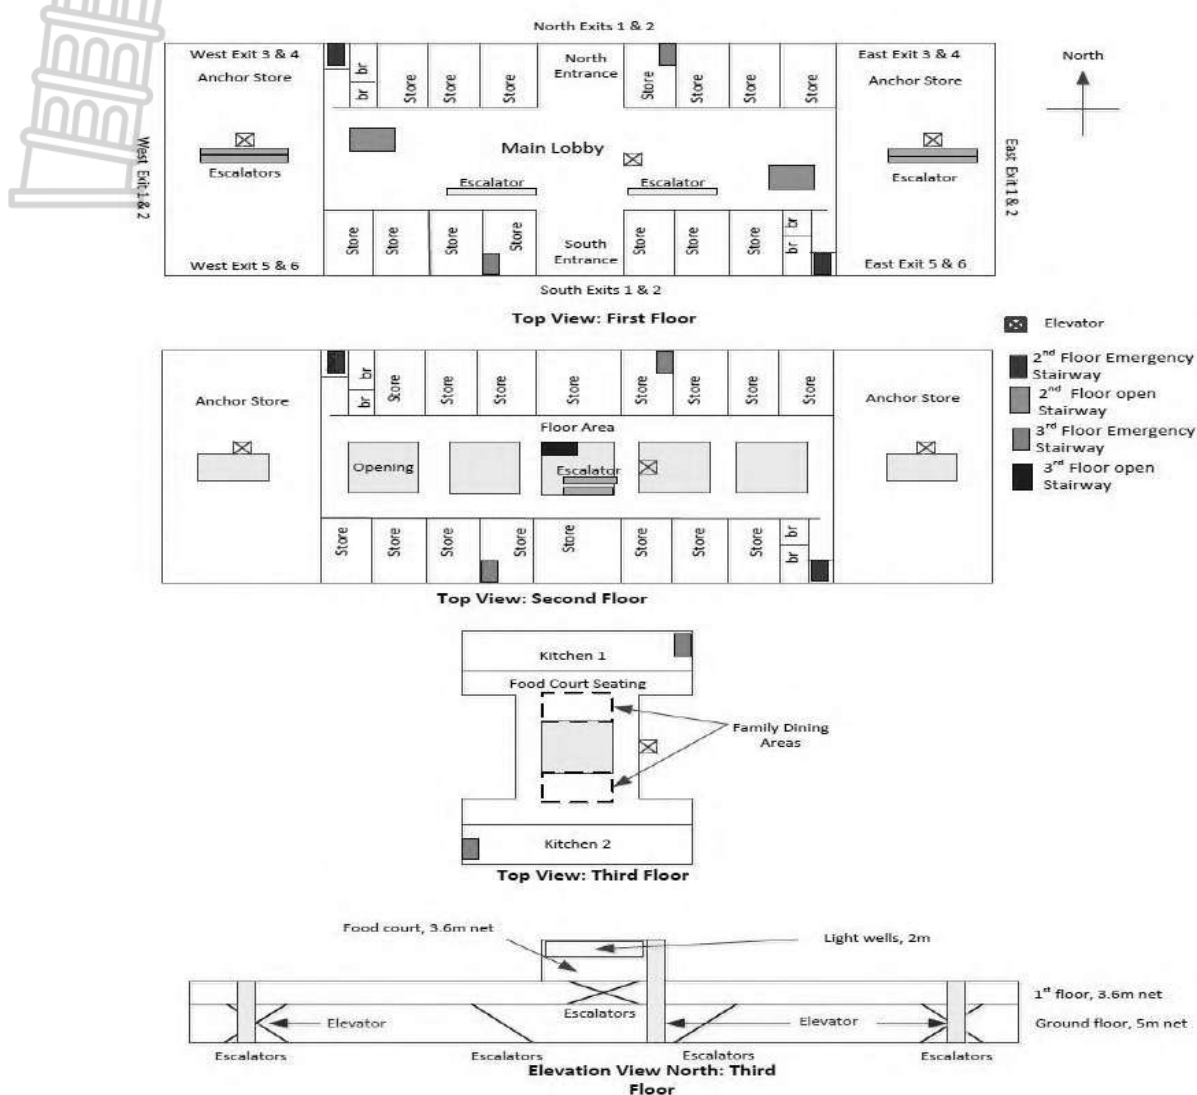 North Exits 1 & 2
West Exit 3 & 4
Anchor Store
br
br
Store
Store
Store
North
Entrance
Store
Store
Store
Store
East Exit 3 & 4
Anchor Store
North
West Exit 1 & 2
Escalators
Main Lobby
Escalator
Escalator
Escalator
East Exit 1 & 2
Store
Store
Store
Store
South
Entrance
Store
Store
Store
br
br
West Exit 5 & 6
East Exit 5 & 6
South Exits 1 & 2
Top View: First Floor
Elevator
2nd Floor Emergency
Stairway
2nd Floor open
Stairway
3rd Floor Emergency
Stairway
3rd Floor open
Stairway
Anchor Store
br
br
Store
Store
Store
Store
Store
Store
Store
Store
Anchor Store
Floor Area
Opening
Escalator
Store
Store
Store
Store
Store
Store
Store
Store
br
br
Top View: Second Floor
Kitchen 1
Food Court Seating
Family Dining
Areas
Kitchen 2
Top View: Third Floor
Food court, 3.6m net
Light wells, 2m
Escalators
1st floor, 3.6m net
Elevator
Elevator
Ground floor, 5m net
Escalators
Escalators
Escalators
Escalators
Elevation View North: Third
Floor